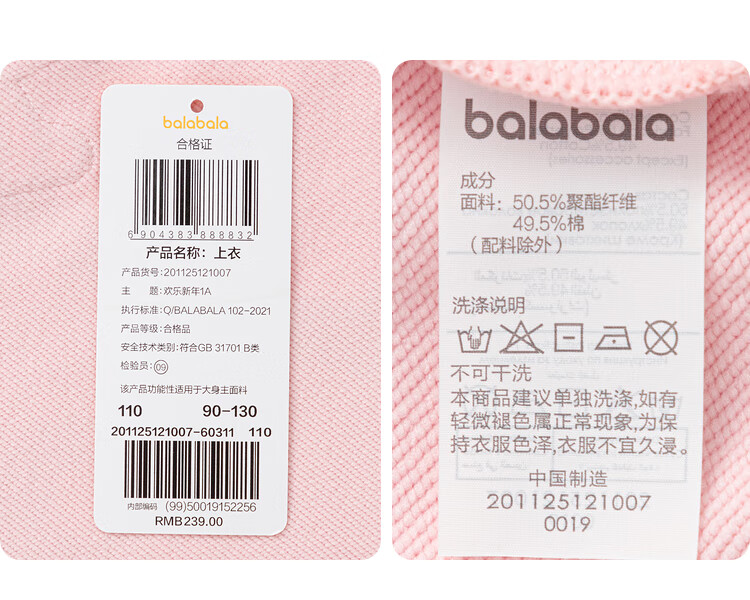 balabala
合格证
6 904383 888832
产品名称：上衣
产品货号：201125121007
主 题：欢乐新年1A
执行标准：Q/BALABALA 102-2021
产品等级：合格品
安全技术类别：符合GB 31701 B类
检验员：09
该产品功能性适用于大身主面料
110 90-130
201125121007-60311 110
内部编码 (99)50019152256
RMB239.00
balabala
成分
面料：50.5%聚酯纤维
49.5%棉
（配料除外）
洗涤说明
不可干洗
本商品建议单独洗涤,如有
轻微褪色属正常现象,为保
持衣服色泽,衣服不宜久浸。
中国制造
201125121007
0019